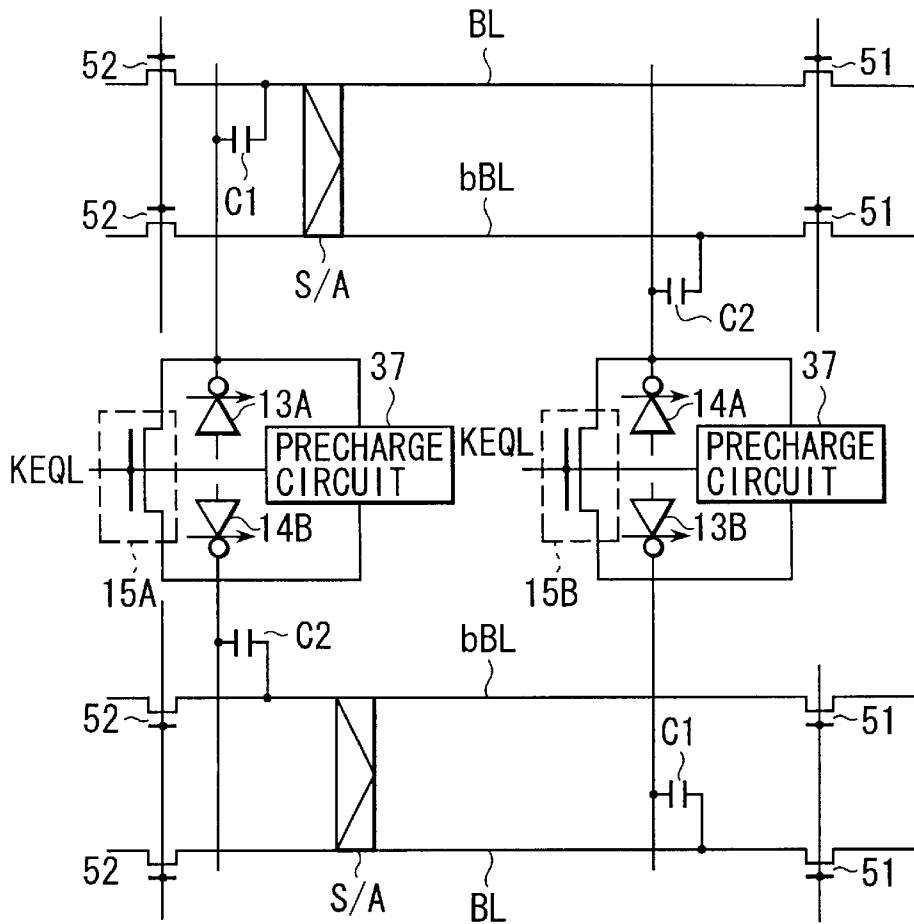 BL
52
51
C1
bBL
52
51
S/A
C2
37
37
13A
14A
KEQL
PRECHARGE
CIRCUIT
KEQL
PRECHARGE
CIRCUIT
14B
13B
15A
15B
C2
bBL
52
51
C1
52
S/A
BL
51